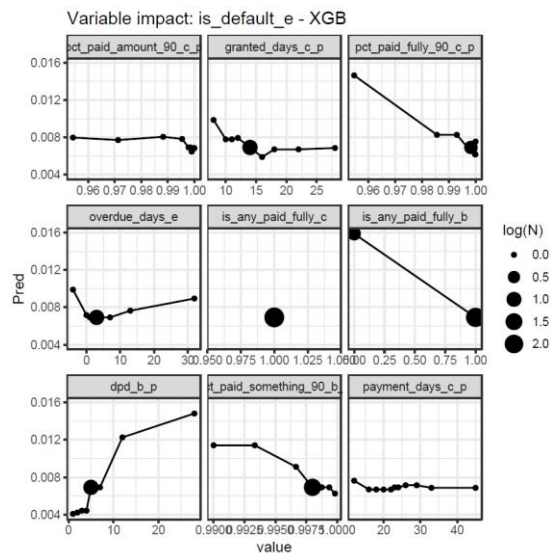 Variable impact: is_default_e - XGB
pct_paid_amount_90_c_p granted_days_c_p pct_paid_fully_90_c_p
0.016
0.012
0.008
0.004
0.96 0.97 0.98 0.99 1.00 10 15 20 25 0.96 0.97 0.98 0.99 1.00
overdue_days_e is_any_paid_fully_c is_any_paid_fully_b
0.016
0.012
0.008
0.004
0 10 20 30 0.950 0.975 1.000 1.025 1.050 0.00 0.25 0.50 0.75 1.00
dpd_b_p ct_paid_something_90_b_ payment_days_c_p
0.016
0.012
0.008
0.004
0 10 20 0.9900 0.9925 0.9950 0.9975 1.0000 20 30 40
Pred
value
log(N)
0.0
0.5
1.0
1.5
2.0